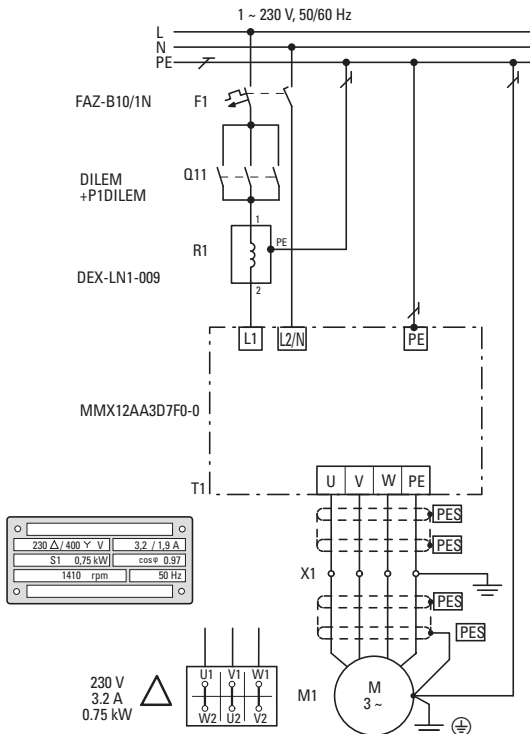 1 ~ 230 V, 50/60 Hz
L
N
PE
FAZ-B10/1N F1
DILEM
+P1DILEM
Q11
1
R1
PE
DEX-LN1-009
2
L1 L2/N PE
MMX12AA3D7F0-0
T1
U V W PE
PES
PES
230 △ / 400 Y V 3,2 / 1,9 A
S1 0,75 kW cos φ 0.97
1410 rpm 50 Hz
X1
PES
PES
230 V
3.2 A
0.75 kW
U1 V1 W1
W2 U2 V2
M1
M
3 ~